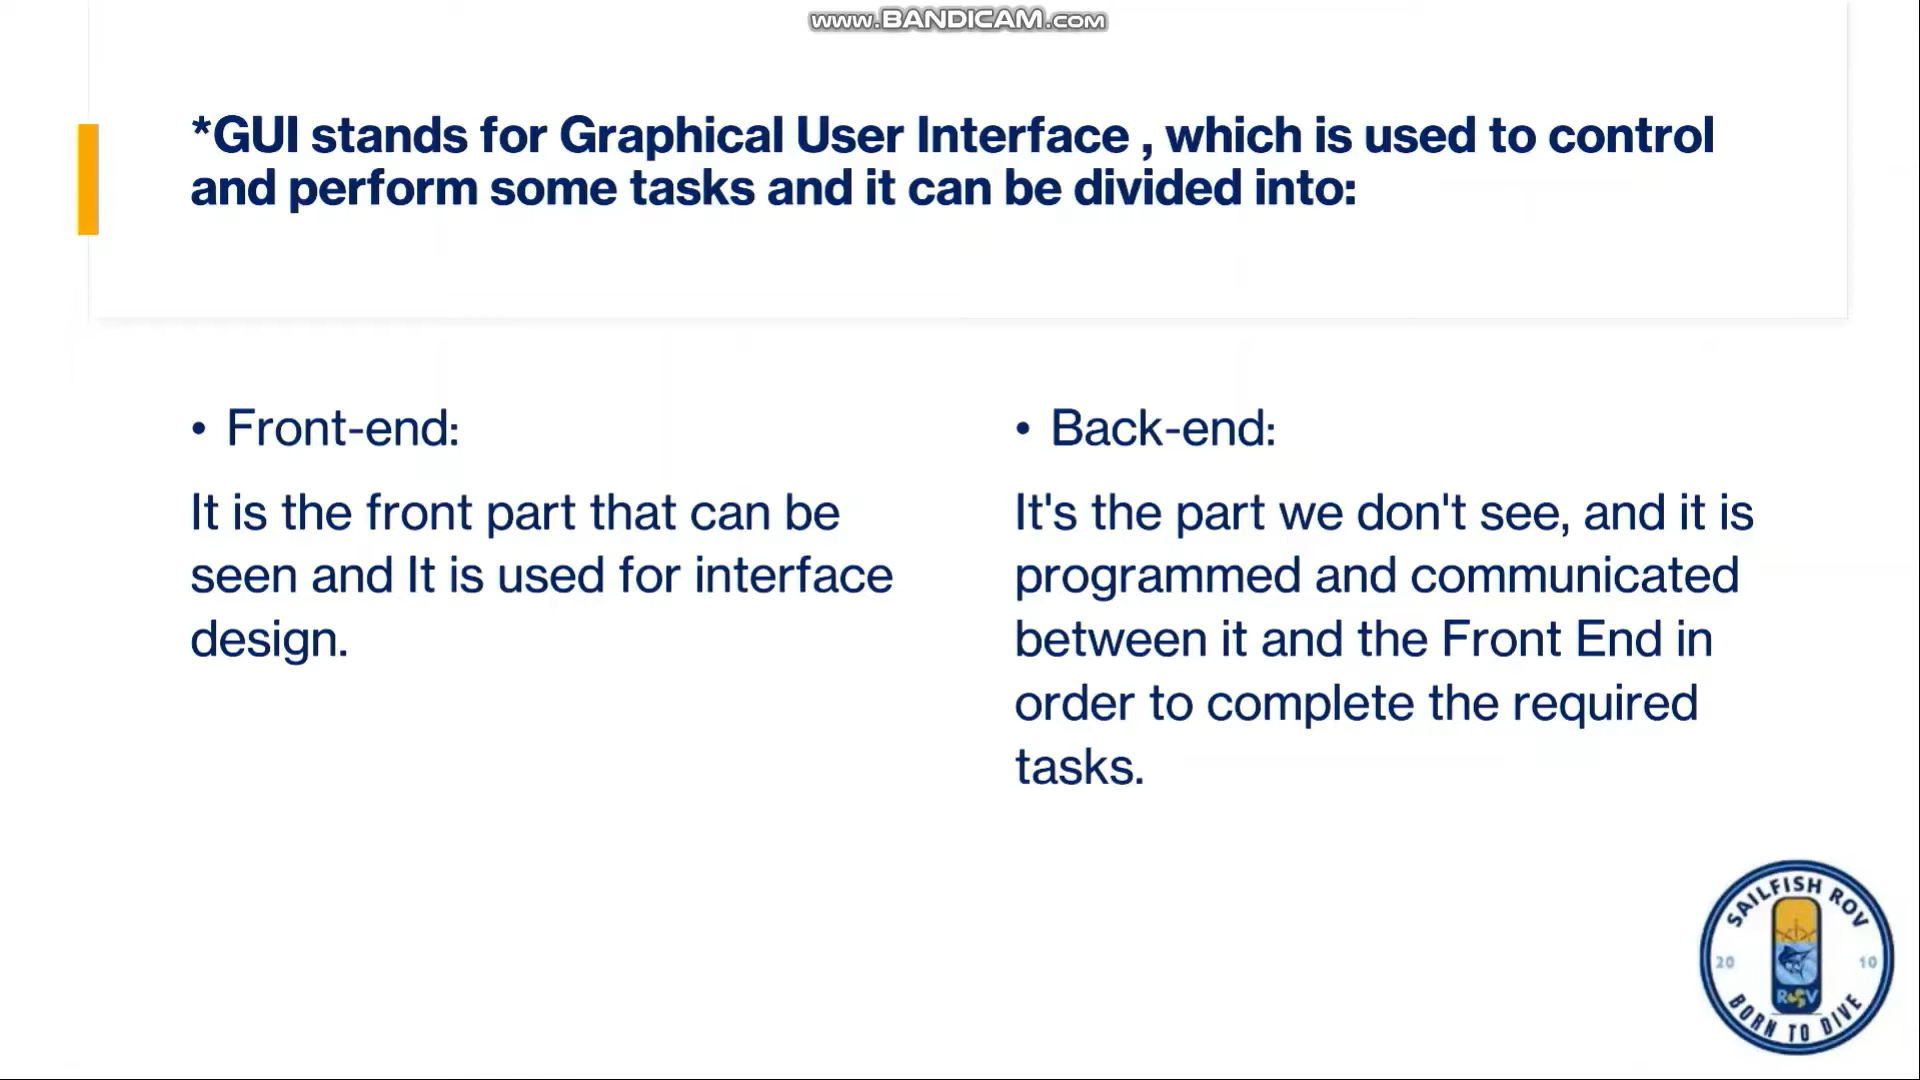 www.BANDICAM.com
*GUI stands for Graphical User Interface , which is used to control
and perform some tasks and it can be divided into:
• Front-end:
It is the front part that can be
seen and It is used for interface
design.
• Back-end:
It's the part we don't see, and it is
programmed and communicated
between it and the Front End in
order to complete the required
tasks.
SAILFISH ROV
20 10
ROV
BORN TO DIVE